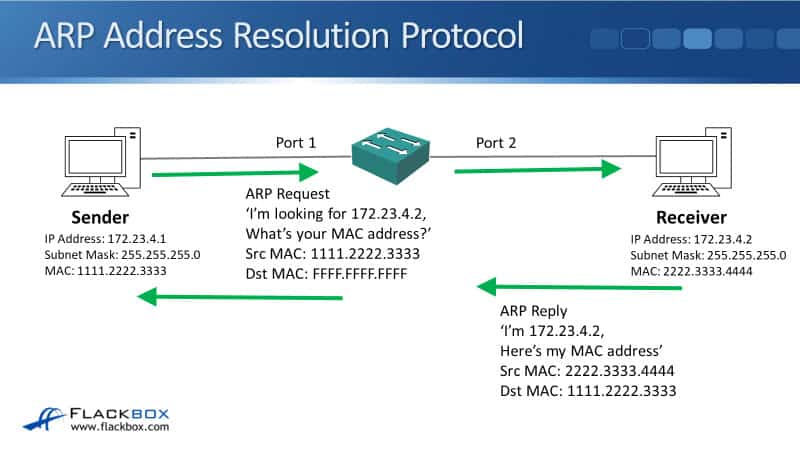 ARP Address Resolution Protocol
Port 1
Port 2
ARP Request
‘I’m looking for 172.23.4.2,
What’s your MAC address?’
Src MAC: 1111.2222.3333
Dst MAC: FFFF.FFFF.FFFF
Sender
IP Address: 172.23.4.1
Subnet Mask: 255.255.255.0
MAC: 1111.2222.3333
Receiver
IP Address: 172.23.4.2
Subnet Mask: 255.255.255.0
MAC: 2222.3333.4444
ARP Reply
‘I’m 172.23.4.2,
Here’s my MAC address’
Src MAC: 2222.3333.4444
Dst MAC: 1111.2222.3333
FLACKBOX
www.flackbox.com